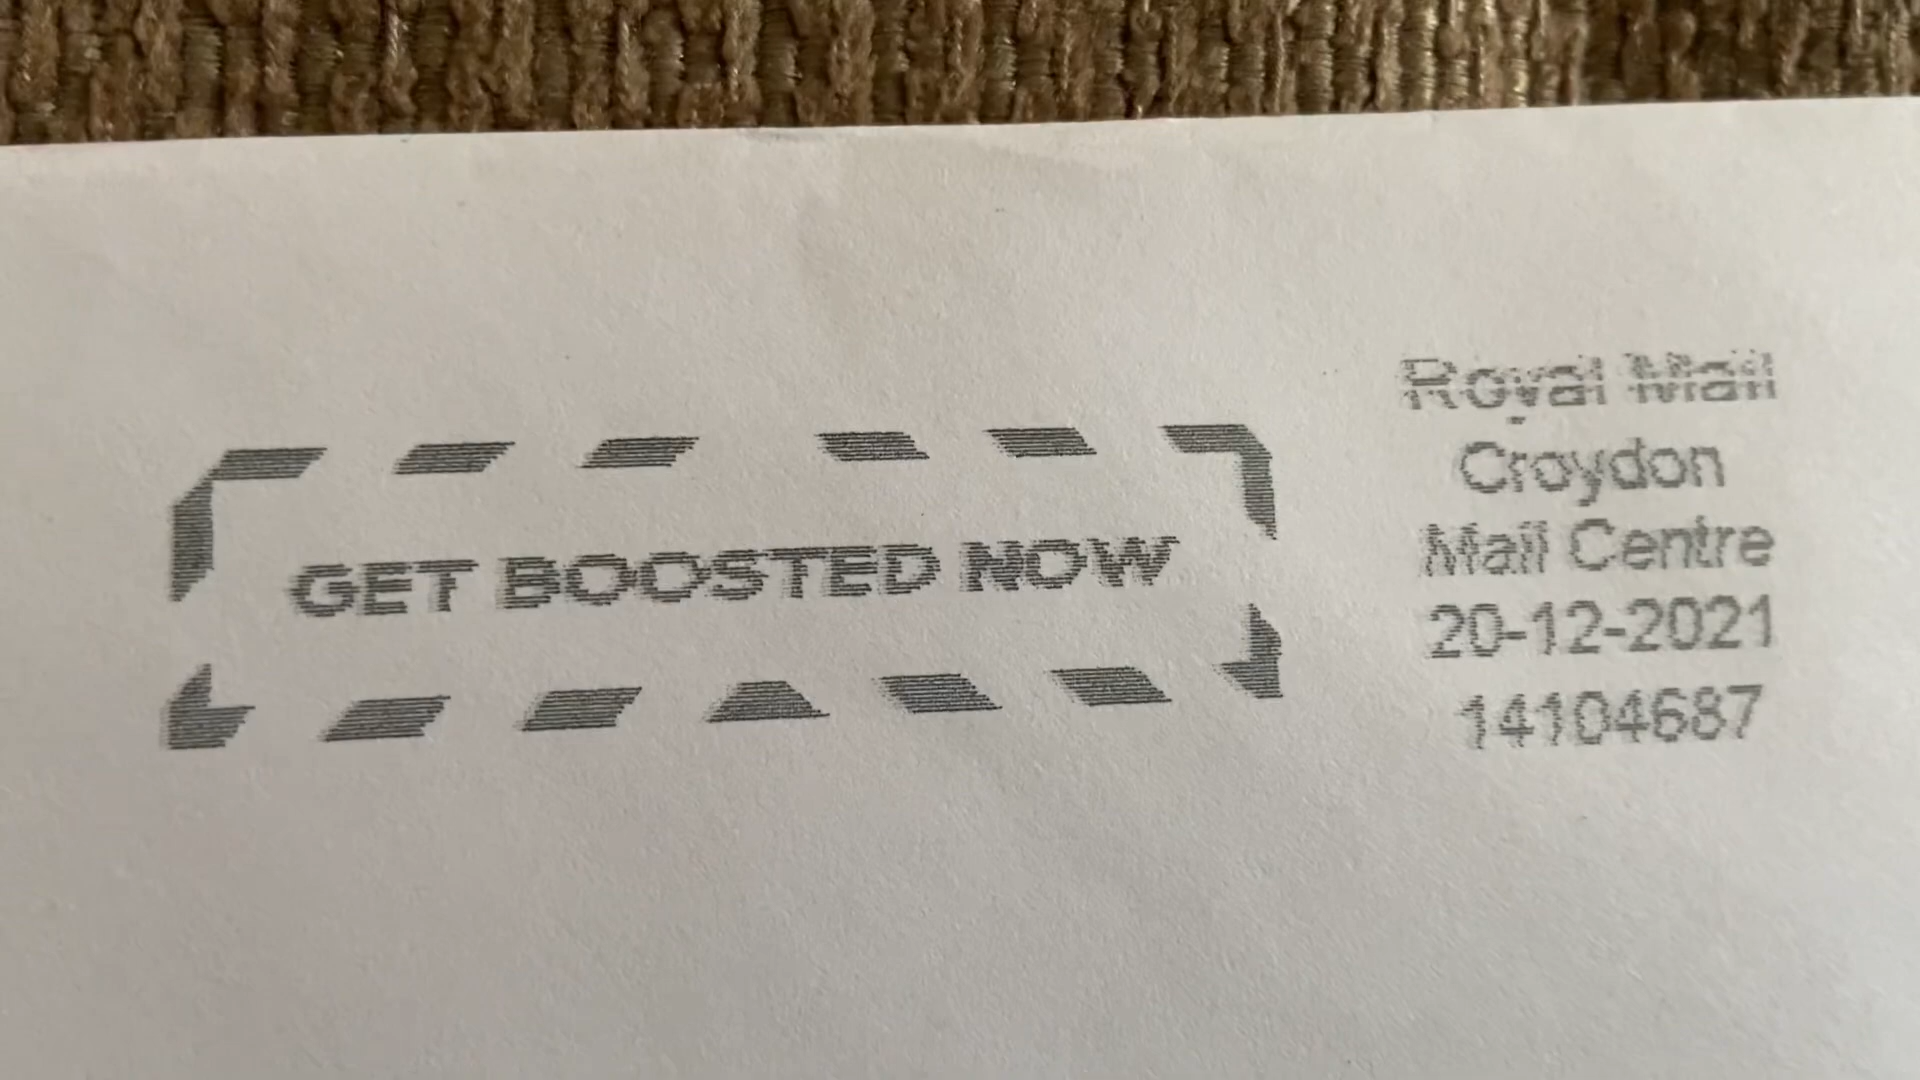 GET BOOSTED NOW
Royal Mail
Croydon
Mail Centre
20-12-2021
14104687